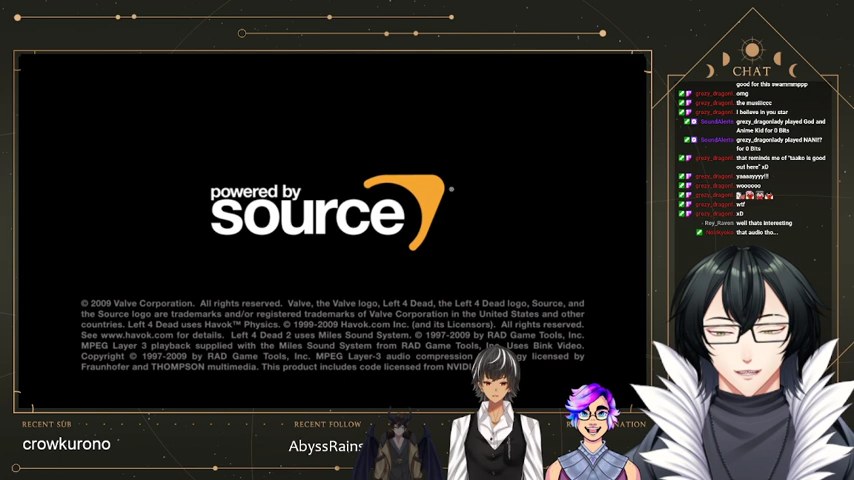 CHAT
good for this swammmppp
grezy_dragonl: omg
grezy_dragonl: the musiiccc
grezy_dragonl: I believe in you star
SoundAlerts: grezy_dragonlady played God and
Anime Kid for 0 Bits
SoundAlerts: grezy_dragonlady played NANI!?
for 0 Bits
grezy_dragonl: that reminds me of "taako is good
out here" xD
grezy_dragonl: yaaaayyyy!!!
grezy_dragonl: woooooo
grezy_dragonl:
grezy_dragonl: wtf
grezy_dragonl: xD
Rey_Raven: well thats interesting
that audio tho...
powered by
source
© 2009 Valve Corporation. All rights reserved. Valve, the Valve logo, Left 4 Dead, the Left 4 Dead logo, Source, and
the Source logo are trademarks and/or registered trademarks of Valve Corporation in the United States and other
countries. Left 4 Dead uses Havok™ Physics. © 1999-2009 Havok.com Inc. (and its Licensors). All rights reserved.
See www.havok.com for details. Left 4 Dead 2 uses Miles Sound System. © 1997-2009 by RAD Game Tools, Inc.
MPEG Layer 3 playback supplied with the Miles Sound System from RAD Game Tools, Inc. Uses Bink Video.
Copyright © 1997-2009 by RAD Game Tools, Inc. MPEG Layer-3 audio compression gy licensed by
Fraunhofer and THOMPSON multimedia. This product includes code licensed from NVIDI
RECENT SUB
crowkurono
RECENT FOLLOW
AbyssRains
NATION